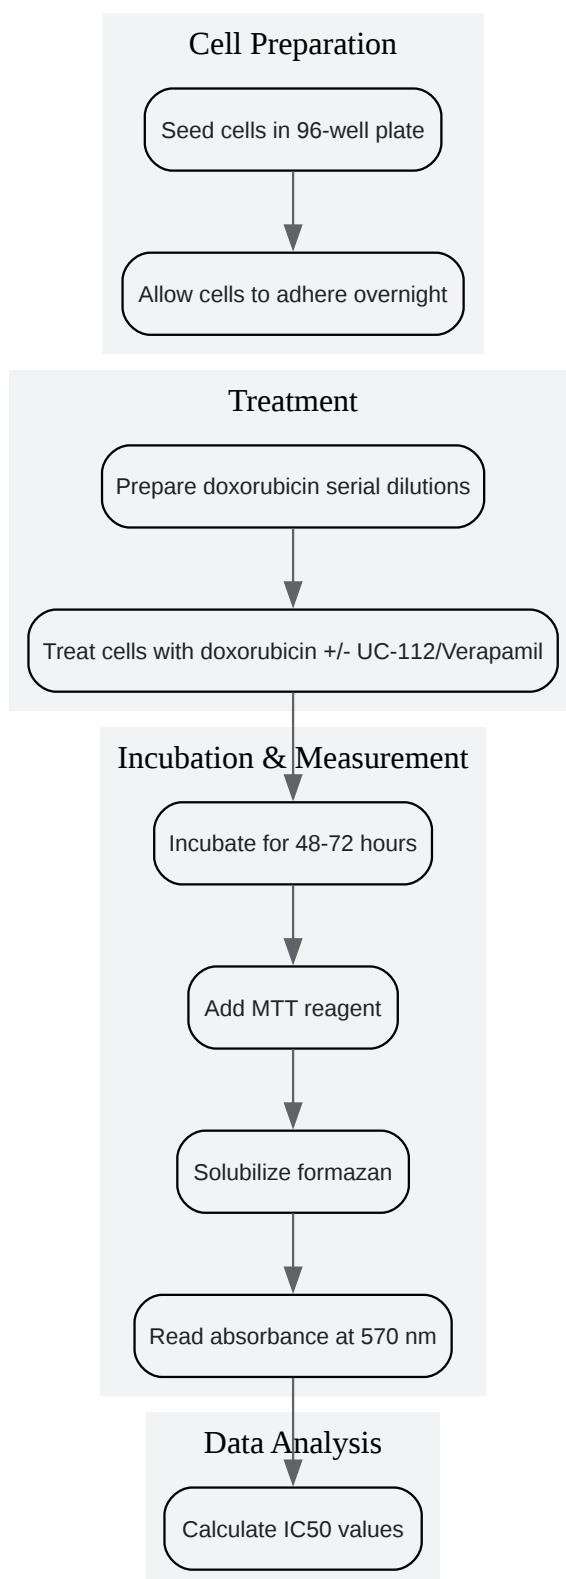 Cell Preparation
Seed cells in 96-well plate
Allow cells to adhere overnight
Treatment
Prepare doxorubicin serial dilutions
Treat cells with doxorubicin +/- UC-112/Verapamil
Incubation & Measurement
Incubate for 48-72 hours
Add MTT reagent
Solubilize formazan
Read absorbance at 570 nm
Data Analysis
Calculate IC50 values